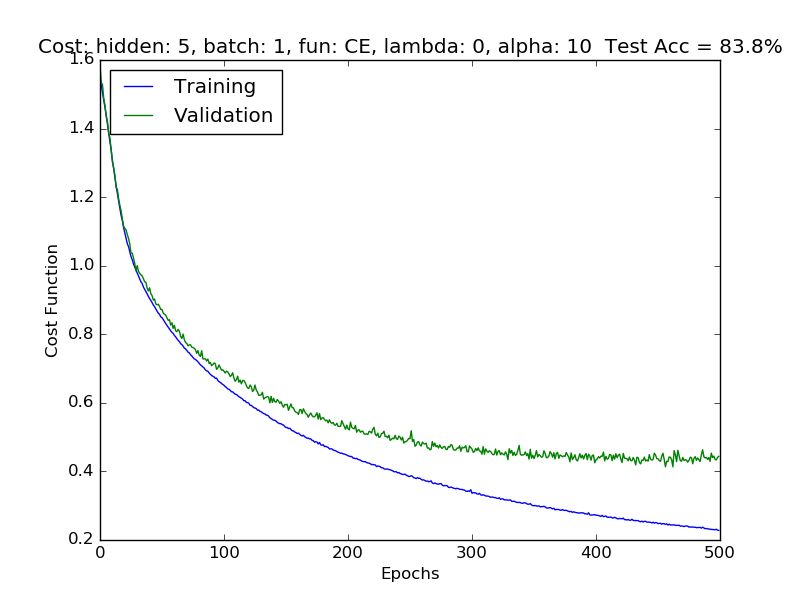 Cost: hidden: 5, batch: 1, fun: CE, lambda: 0, alpha: 10  Test Acc = 83.8%
Training
Validation
1.6
1.4
1.2
1.0
0.8
0.6
0.4
0.2
Cost Function
0 100 200 300 400 500
Epochs